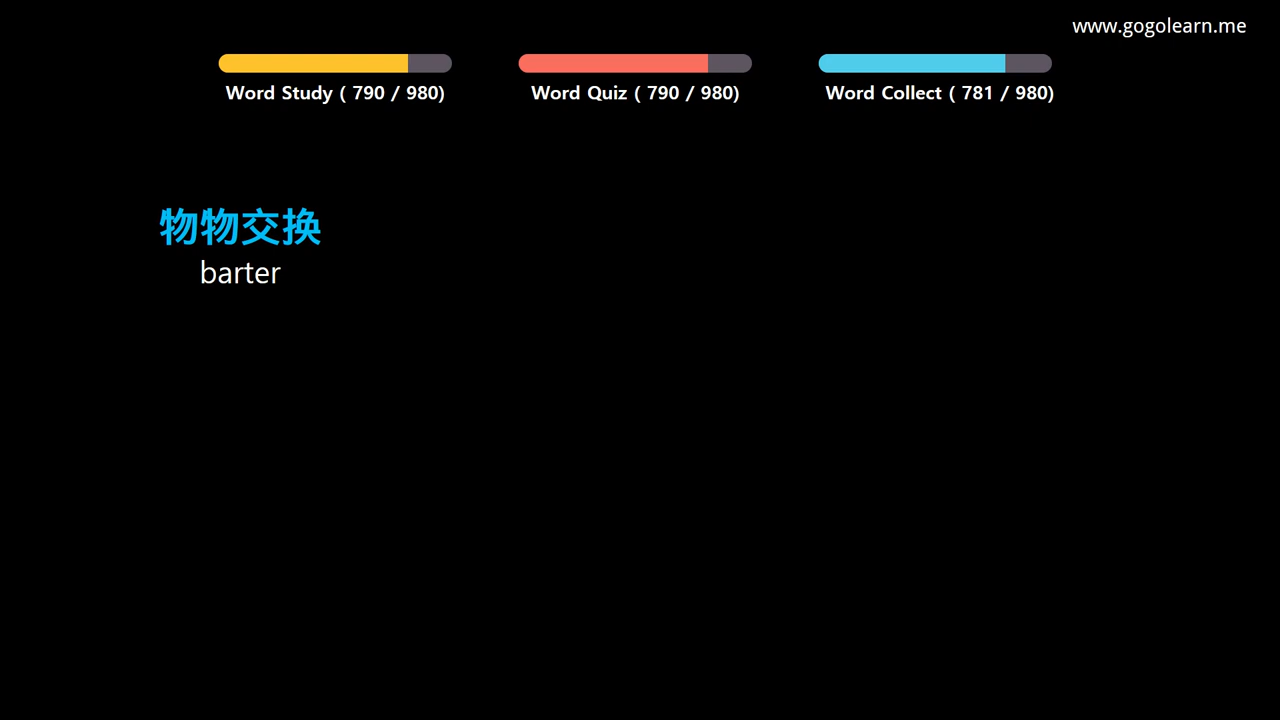 www.gogolearn.me
Word Study ( 790 / 980)
Word Quiz ( 790 / 980)
Word Collect ( 781 / 980)
物物交换
barter